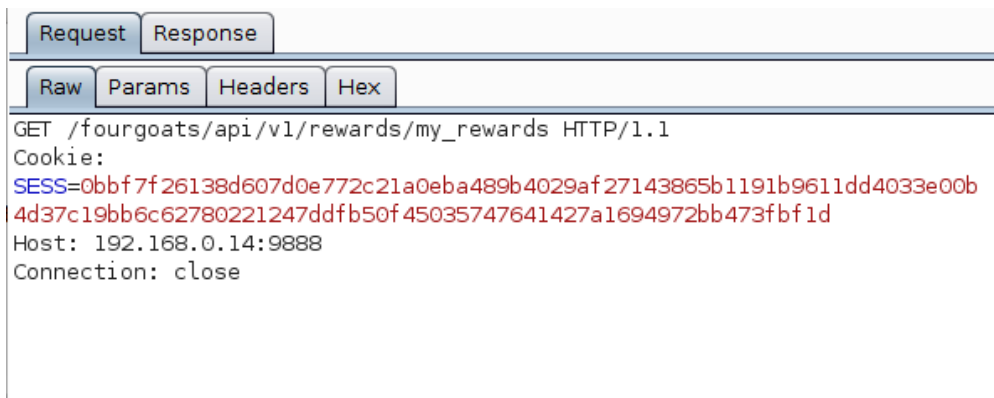 Request Response
Raw Params Headers Hex
GET /fourgoats/api/v1/rewards/my_rewards HTTP/1.1
Cookie:
SESS=0bbf7f26138d607d0e772c21a0eba489b4029af27143865b1191b9611dd4033e00b
4d37c19bb6c62780221247ddfb50f45035747641427a1694972bb473fbf1d
Host: 192.168.0.14:9888
Connection: close